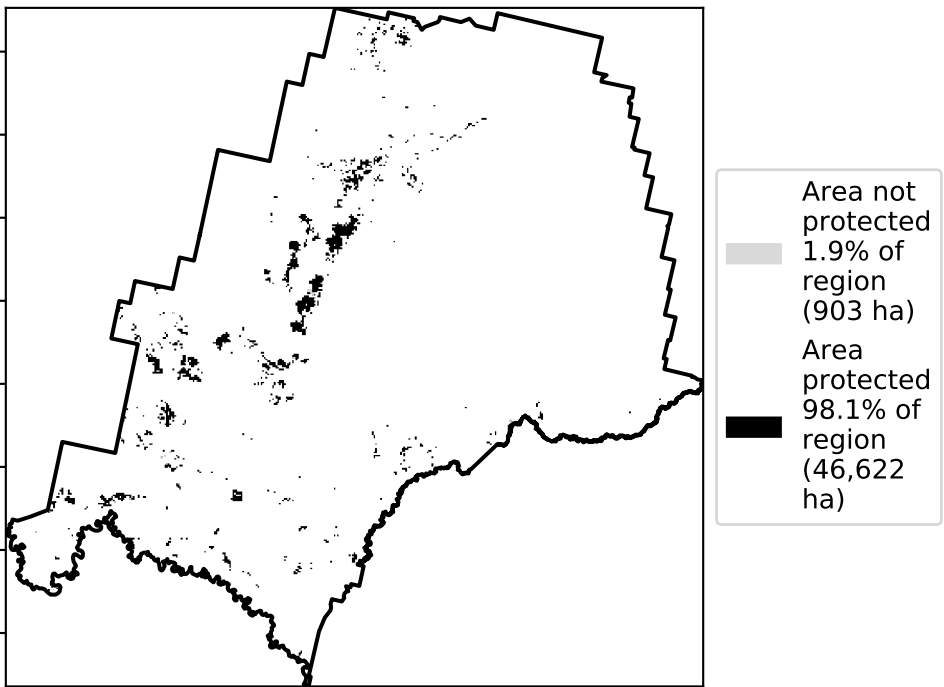 Area not
protected
1.9% of
region
(903 ha)
Area
protected
98.1% of
region
(46,622
ha)